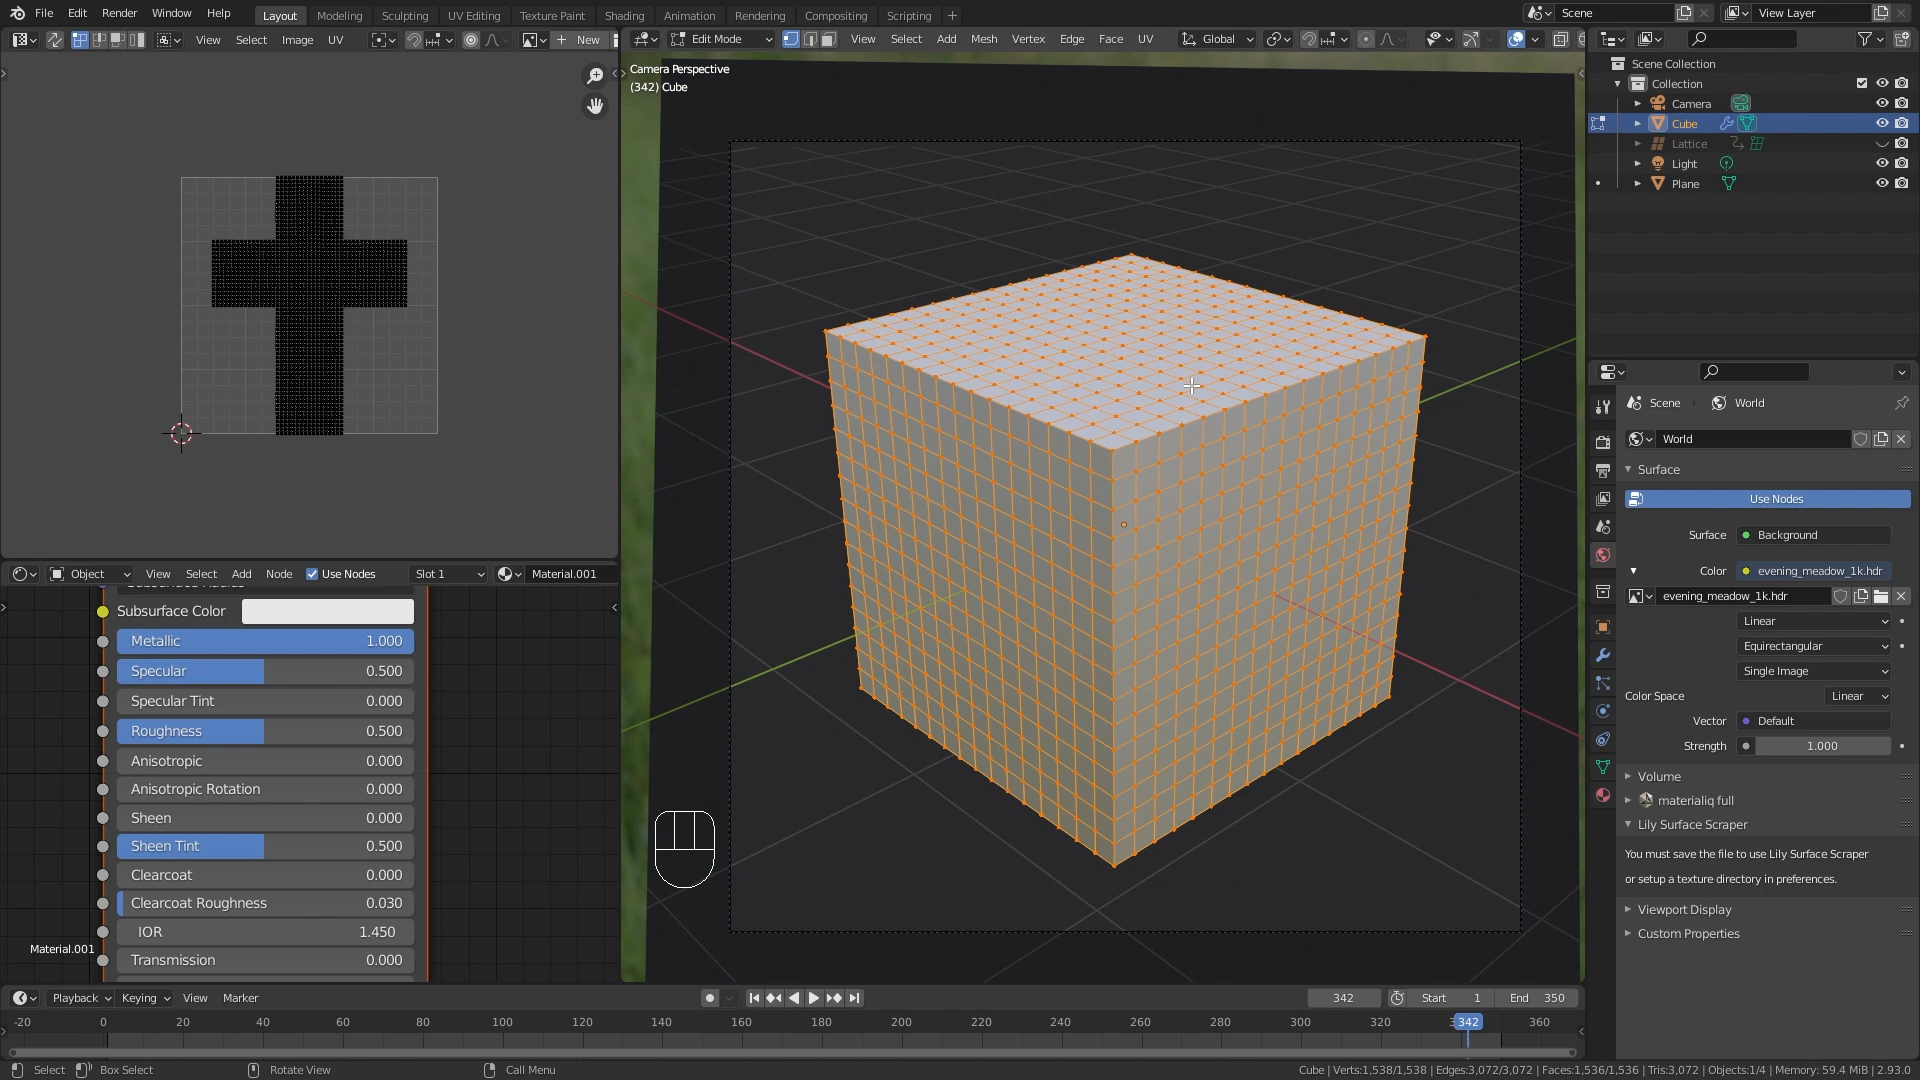 File Edit Render Window Help Layout Modeling Sculpting UV Editing Texture Paint Shading Animation Rendering Compositing Scripting + Scene View Layer
View Select Image UV + New
Edit Mode View Select Add Mesh Vertex Edge Face UV Global
Camera Perspective
(342) Cube
Scene Collection
Collection
Camera
Cube
Lattice
Light
Plane
Scene World
World
Surface
Use Nodes
Surface Background
Color evening_meadow_1k.hdr
evening_meadow_1k.hdr
Linear
Equirectangular
Single Image
Color Space Linear
Vector Default
Strength 1.000
Volume
materialiq full
Lily Surface Scraper
You must save the file to use Lily Surface Scraper
or setup a texture directory in preferences.
Viewport Display
Custom Properties
Object View Select Add Node Use Nodes Slot 1 Material.001
Subsurface Color
Metallic 1.000
Specular 0.500
Specular Tint 0.000
Roughness 0.500
Anisotropic 0.000
Anisotropic Rotation 0.000
Sheen 0.000
Sheen Tint 0.500
Clearcoat 0.000
Clearcoat Roughness 0.030
IOR 1.450
Material.001
Transmission 0.000
Playback Keying View Marker 342 Start 1 End 350
-20 0 20 40 60 80 100 120 140 160 180 200 220 240 260 280 300 320 342 360
Select Box Select Rotate View Call Menu Cube | Verts:1,538/1,538 | Edges:3,072/3,072 | Faces:1,536/1,536 | Tris:3,072 | Objects:1/4 | Memory: 59.4 MiB | 2.93.0